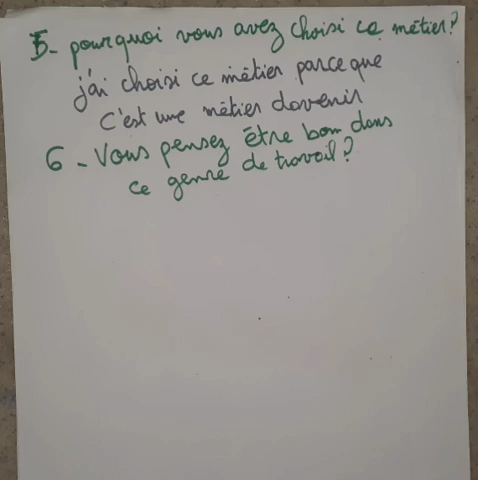 5- pourquoi vous avez choisi ce métier?
j'ai choisi ce métier parce que
c'est une métier davenir
6 - Vous pensez être bon dans
ce genre de travail?